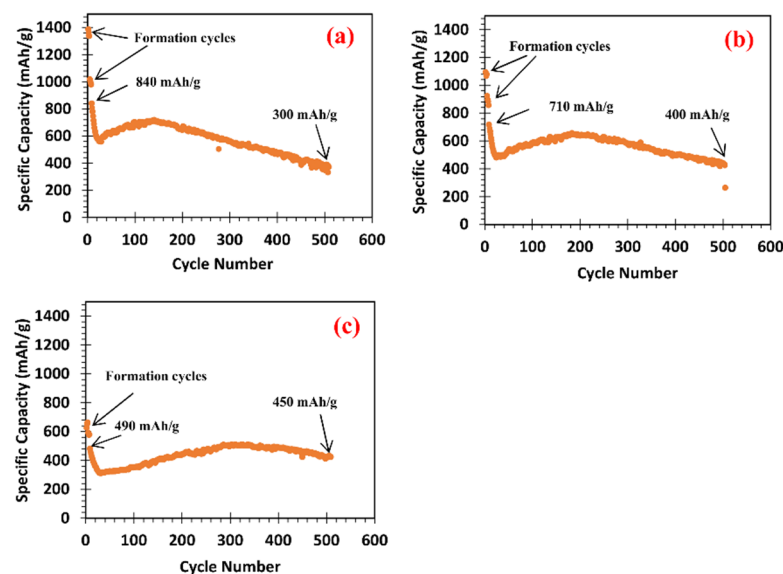 (a)
1400
1200
1000
800
600
400
200
0
Formation cycles
840 mAh/g
300 mAh/g
0 100 200 300 400 500 600
Cycle Number
Specific Capacity (mAh/g)
(b)
1400
1200
1000
800
600
400
200
0
Formation cycles
710 mAh/g
400 mAh/g
0 100 200 300 400 500 600
Cycle Number
Specific Capacity (mAh/g)
(c)
1400
1200
1000
800
600
400
200
0
Formation cycles
490 mAh/g
450 mAh/g
0 100 200 300 400 500 600
Cycle Number
Specific Capacity (mAh/g)